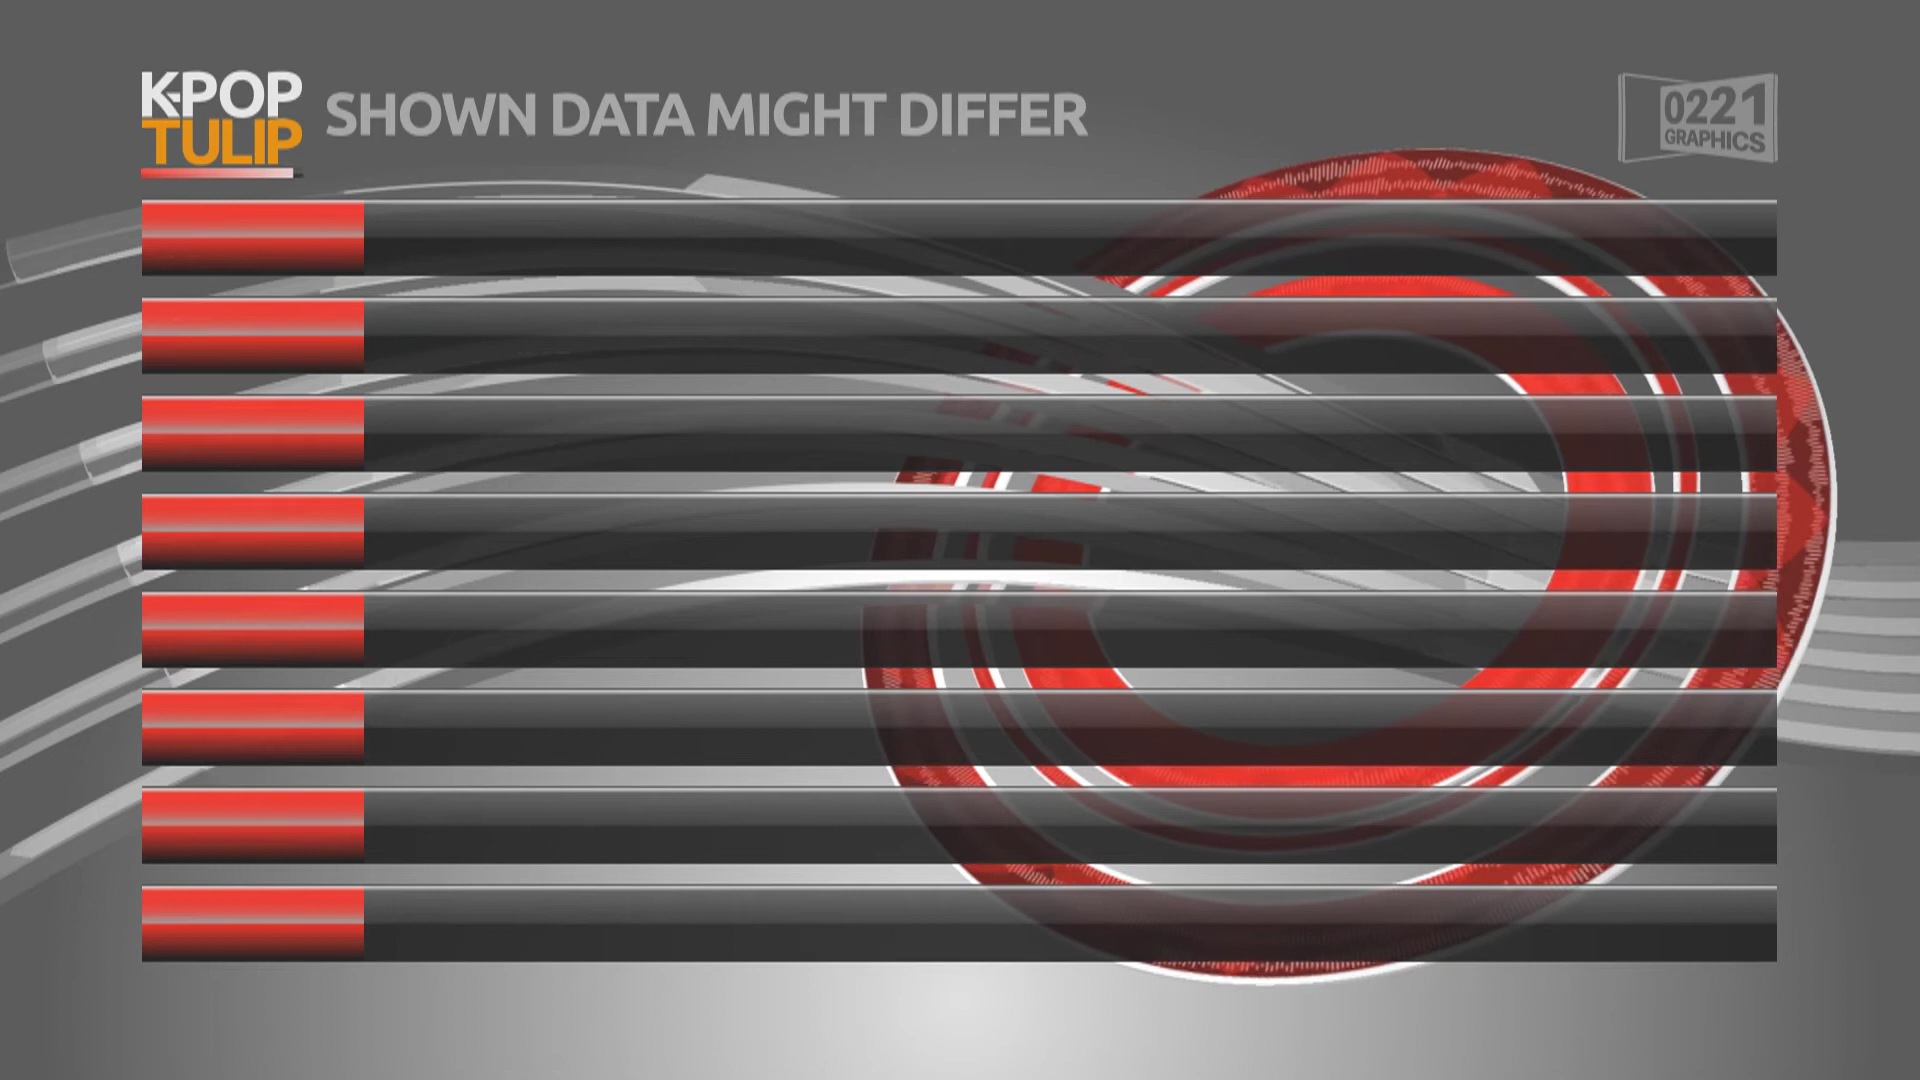 K-POP
TULIP
SHOWN DATA MIGHT DIFFER
0221
GRAPHICS